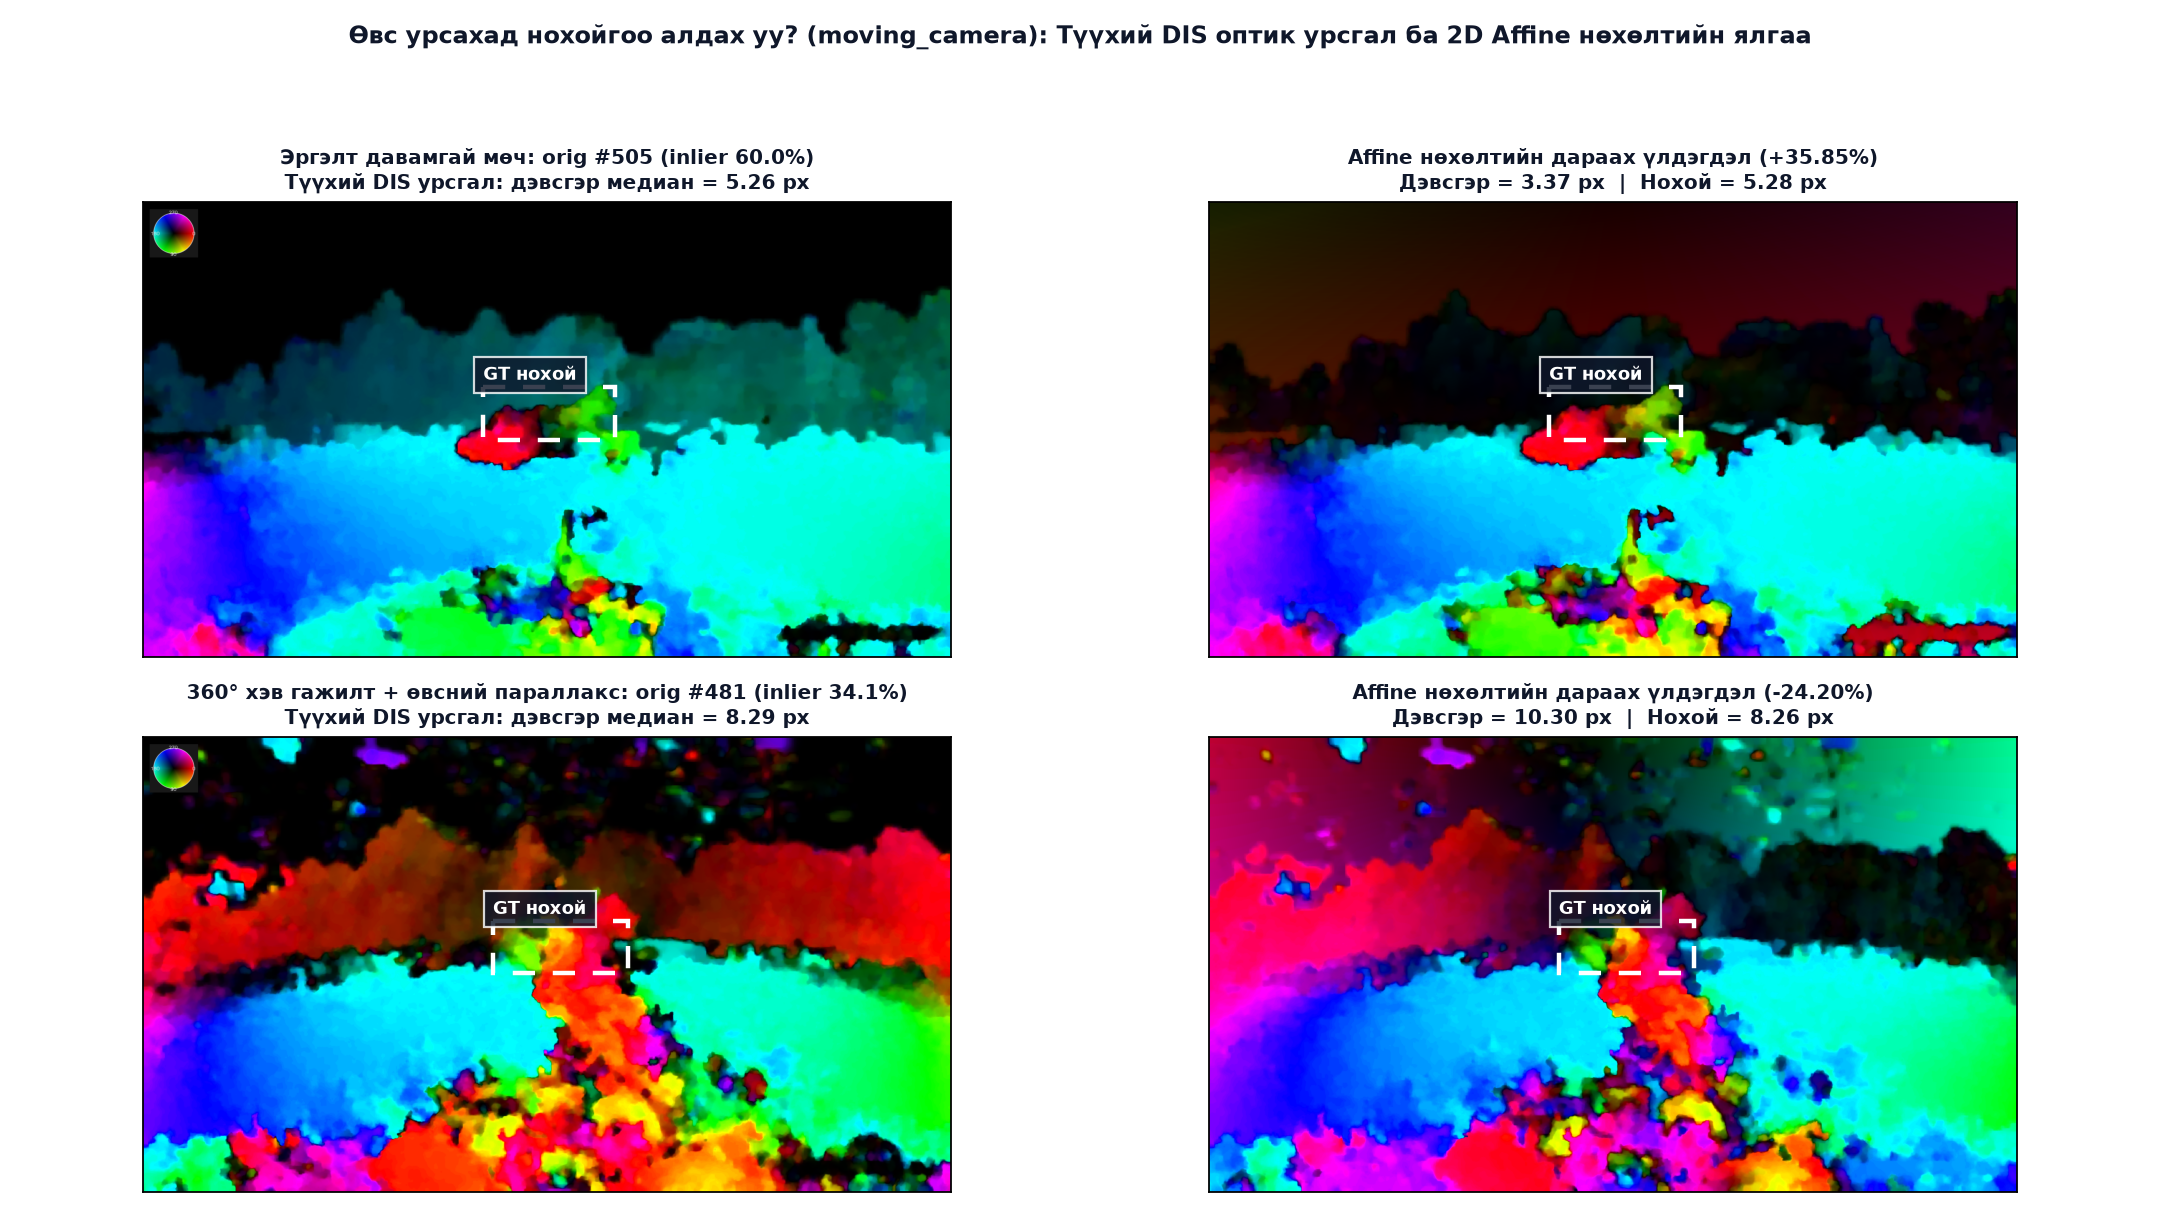 Өвс урсахад нохойгоо алдах уу? (moving_camera): Түүхий DIS оптик урсгал ба 2D Affine нөхөлтийн ялгаа
Эргэлт давамгай мөч: orig #505 (inlier 60.0%)
Түүхий DIS урсгал: дэвсгэр медиан = 5.26 px
Affine нөхөлтийн дараах үлдэгдэл (+35.85%)
Дэвсгэр = 3.37 px | Нохой = 5.28 px
GT нохой
GT нохой
360° хэв гажилт + өвсний параллакс: orig #481 (inlier 34.1%)
Түүхий DIS урсгал: дэвсгэр медиан = 8.29 px
Affine нөхөлтийн дараах үлдэгдэл (-24.20%)
Дэвсгэр = 10.30 px | Нохой = 8.26 px
GT нохой
GT нохой